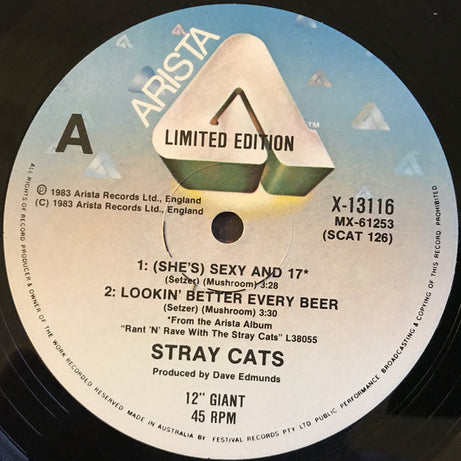 ARISTA
LIMITED EDITION
TM
A
Ⓟ 1983 Arista Records Ltd., England
(C) 1983 Arista Records Ltd., England
X-13116
MX-61253
(SCAT 126)
1: (SHE'S) SEXY AND 17*
(Setzer) (Mushroom) 3:28
2: LOOKIN' BETTER EVERY BEER
(Setzer) (Mushroom) 3:30
*From the Arista Album
"Rant 'N' Rave With The Stray Cats" L38055
STRAY CATS
Produced by Dave Edmunds
12" GIANT
45 RPM
ALL RIGHTS OF RECORD PRODUCER & OWNER OF THE WORK RECORDED RESERVED MADE IN AUSTRALIA BY FESTIVAL RECORDS PTY LTD PUBLIC PERFORMANCE BROADCASTING & COPYING OF THIS RECORD PROHIBITED